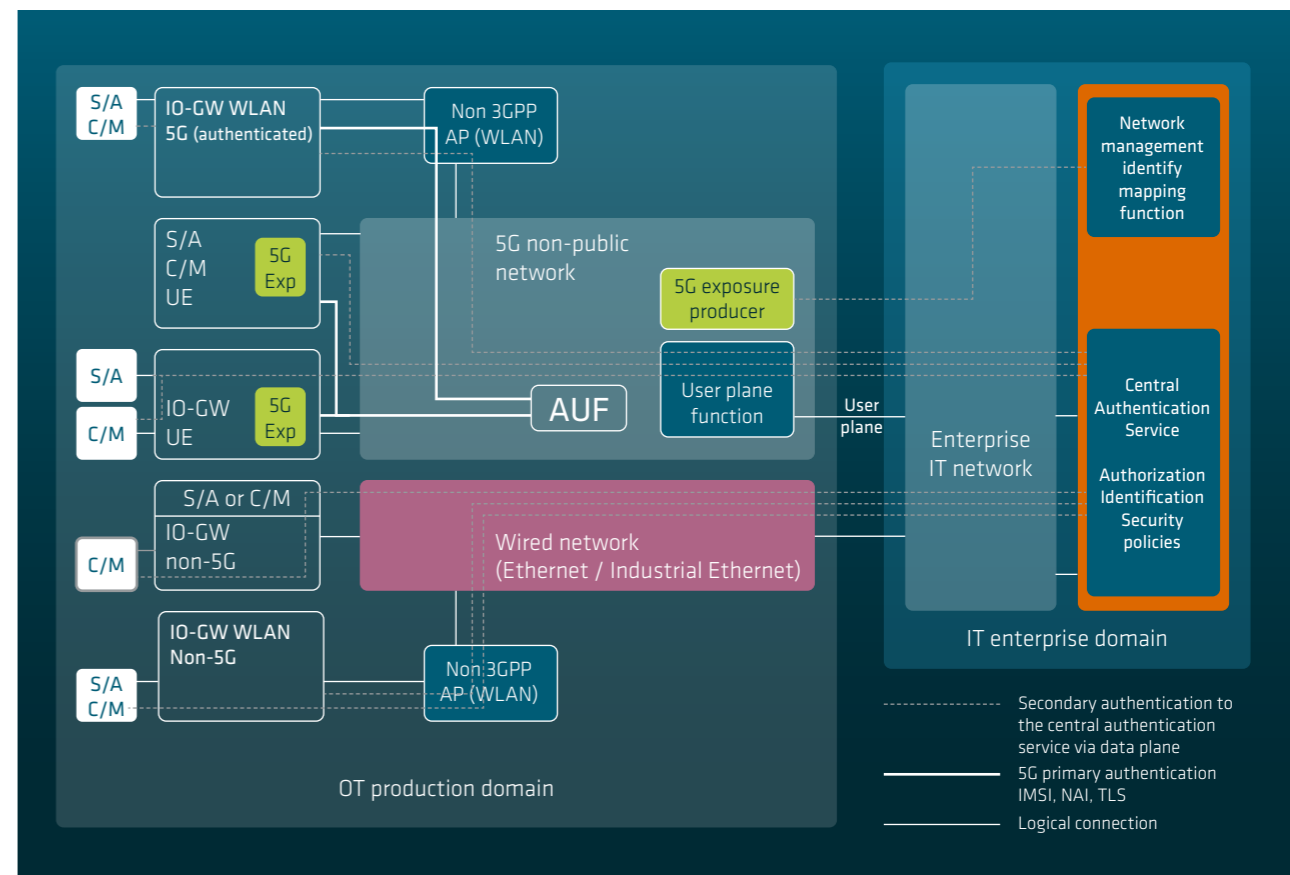 S/A
C/M
IO-GW WLAN
5G (authenticated)
Non 3GPP
AP (WLAN)
S/A
C/M
UE
5G
Exp
5G non-public
network
5G exposure
producer
S/A
C/M
IO-GW
UE
5G
Exp
AUF
User plane
function
User
plane
S/A or C/M
IO-GW
non-5G
C/M
Wired network
(Ethernet / Industrial Ethernet)
IO-GW WLAN
Non-5G
S/A
C/M
Non 3GPP
AP (WLAN)
OT production domain
Enterprise
IT network
Network
management
identify
mapping
function
Central
Authentication
Service
Authorization
Identification
Security
policies
IT enterprise domain
Secondary authentication to
the central authentication
service via data plane
5G primary authentication
IMSI, NAI, TLS
Logical connection